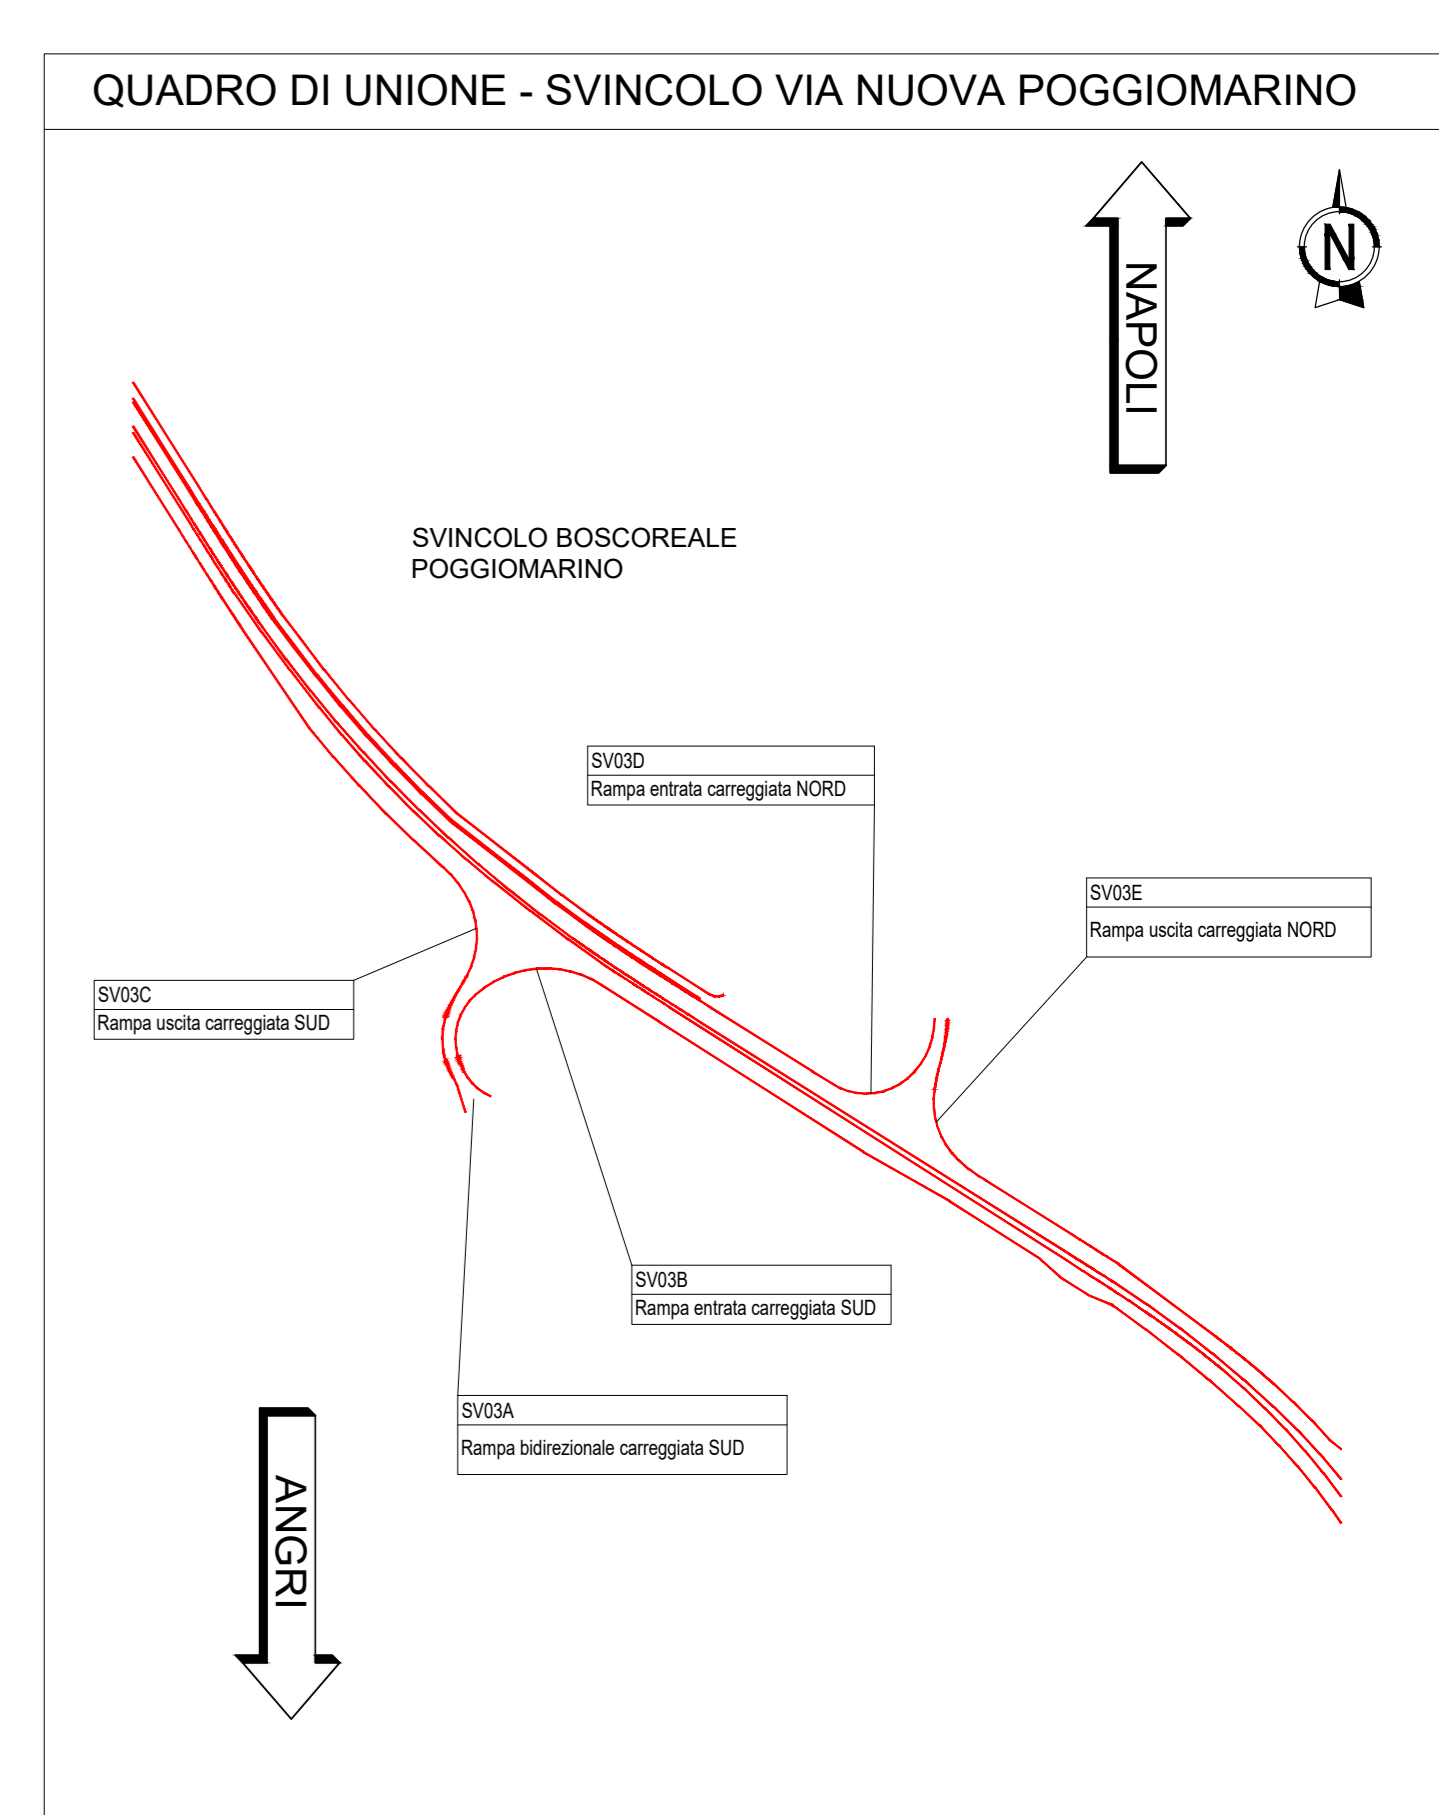 QUADRO DI UNIONE - SVINCOLO VIA NUOVA POGGIOMARINO
NAPOLI
N
SVINCOLO BOSCOREALE
POGGIOMARINO
SV03D
Rampa entrata carreggiata NORD
SV03E
Rampa uscita carreggiata NORD
SV03C
Rampa uscita carreggiata SUD
SV03B
Rampa entrata carreggiata SUD
SV03A
Rampa bidirezionale carreggiata SUD
ANGRI